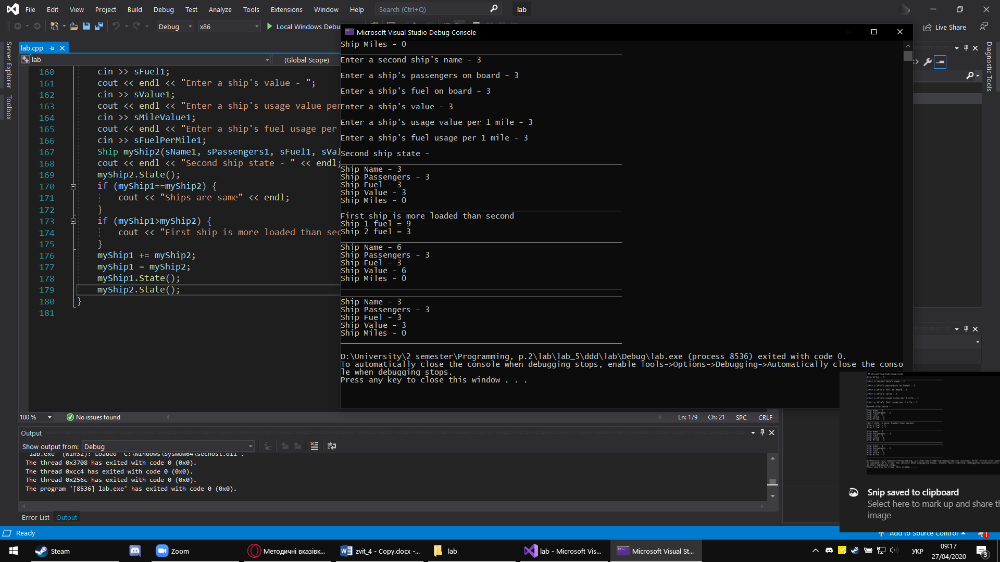 File Edit View Project Build Debug Test Analyze Tools Extensions Window Help Search (Ctrl+Q) lab
Debug x86 Local Windows Debu
Live Share
Server Explorer
Toolbox
Diagnostic Tools
lab.cpp
lab (Global Scope)
160 cin >> sFuel1;
161 cout << endl << "Enter a ship's value - ";
162 cin >> sValue1;
163 cout << endl << "Enter a ship's usage value per
164 cin >> sMileValue1;
165 cout << endl << "Enter a ship's fuel usage per
166 cin >> sFuelPerMile1;
167 Ship myShip2(sName1, sPassengers1, sFuel1, sVal
168 cout << endl << "Second ship state - " << endl;
169 myShip2.State();
170 if (myShip1==myShip2) {
171 cout << "Ships are same" << endl;
172 }
173 if (myShip1>myShip2) {
174 cout << "First ship is more loaded than sec
175 }
176 myShip1 += myShip2;
177 myShip1 = myShip2;
178 myShip1.State();
179 myShip2.State();
180 }
181
100 % No issues found Ln: 179 Ch: 21 SPC CRLF
Microsoft Visual Studio Debug Console
Ship Miles - 0
Enter a second ship's name - 3
Enter a ship's passengers on board - 3
Enter a ship's fuel on board - 3
Enter a ship's value - 3
Enter a ship's usage value per 1 mile - 3
Enter a ship's fuel usage per 1 mile - 3
Second ship state -
Ship Name - 3
Ship Passengers - 3
Ship Fuel - 3
Ship Value - 3
Ship Miles - 0
First ship is more loaded than second
Ship 1 fuel = 9
Ship 2 fuel = 3
Ship Name - 6
Ship Passengers - 3
Ship Fuel - 3
Ship Value - 6
Ship Miles - 0
Ship Name - 3
Ship Passengers - 3
Ship Fuel - 3
Ship Value - 3
Ship Miles - 0
D:\University\2 semester\Programming, p.2\lab\lab_5\ddd\lab\Debug\lab.exe (process 8536) exited with code 0.
To automatically close the console when debugging stops, enable Tools->Options->Debugging->Automatically close the conso
le when debugging stops.
Press any key to close this window . . .
Output
Show output from: Debug
'lab.exe' (Win32): Loaded 'C:\Windows\SysWOW64\sechost.dll'.
The thread 0x3708 has exited with code 0 (0x0).
The thread 0xcc4 has exited with code 0 (0x0).
The thread 0x256c has exited with code 0 (0x0).
The program '[8536] lab.exe' has exited with code 0 (0x0).
Error List Output
Snip saved to clipboard
Select here to mark up and share th
image
Ready Add to Source Control 1
Steam Zoom Методичні вказівк... zvit_4 - Copy.docx -... lab lab - Microsoft Vis... Microsoft Visual St... УКР 09:17
27/04/2020 3